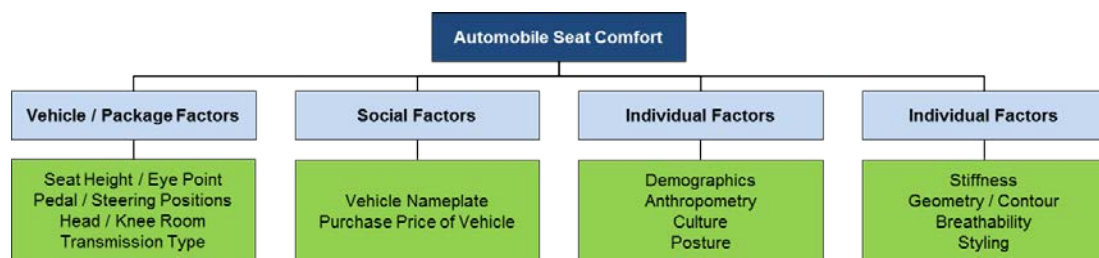 Automobile Seat Comfort
Vehicle / Package Factors
Seat Height / Eye Point
Pedal / Steering Positions
Head / Knee Room
Transmission Type
Social Factors
Vehicle Nameplate
Purchase Price of Vehicle
Individual Factors
Demographics
Anthropometry
Culture
Posture
Individual Factors
Stiffness
Geometry / Contour
Breathability
Styling